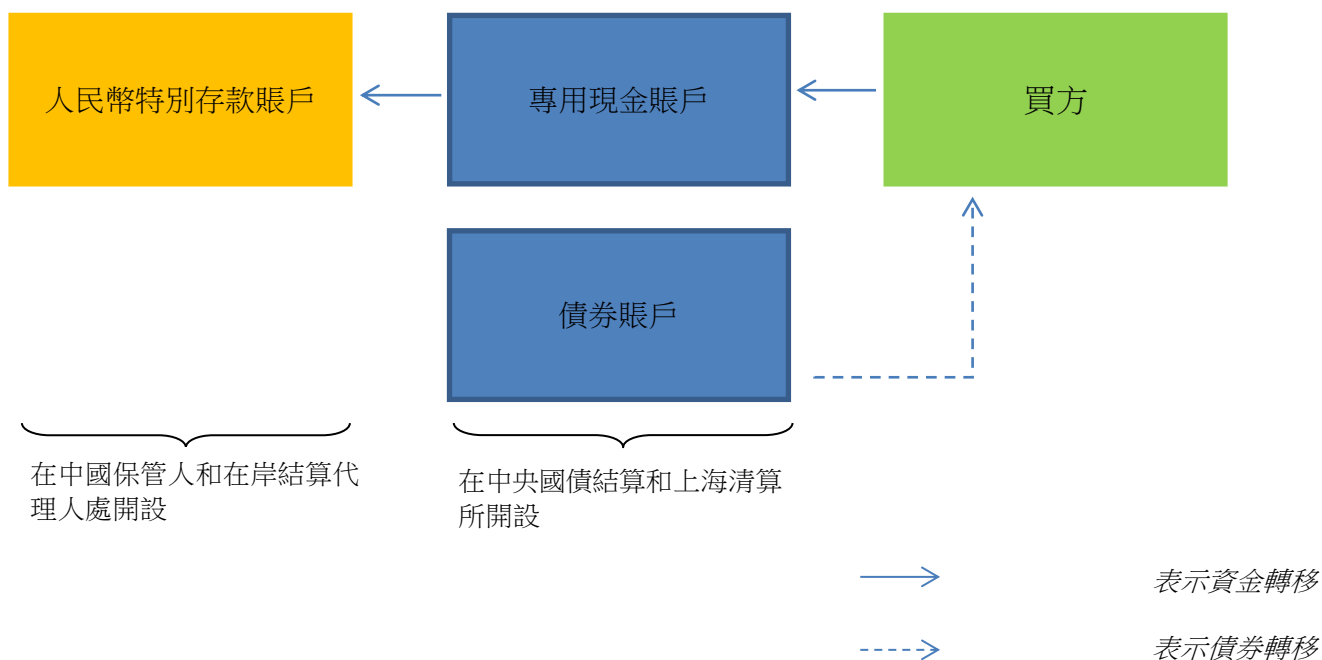 人民幣特別存款賬戶
專用現金賬戶
買方
債券賬戶
在中國保管人和在岸結算代
理人處開設
在中央國債結算和上海清算
所開設
表示資金轉移
表示債券轉移